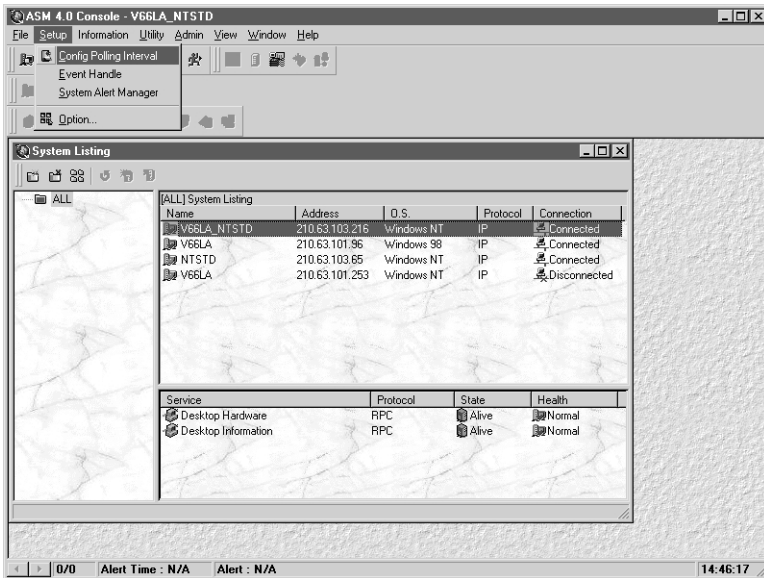 ASM 4.0 Console - V66LA_NTSTD
File Setup Information Utility Admin View Window Help
Config Polling Interval
Event Handle
System Alert Manager
Option...
System Listing
ALL
[ALL] System Listing
Name Address O.S. Protocol Connection
V66LA_NTSTD 210.63.103.216 Windows NT IP Connected
V66LA 210.63.101.96 Windows 98 IP Connected
NTSTD 210.63.103.65 Windows NT IP Connected
V66LA 210.63.101.253 Windows NT IP Disconnected
Service Protocol State Health
Desktop Hardware RPC Alive Normal
Desktop Information RPC Alive Normal
0/0 Alert Time : N/A Alert : N/A 14:46:17